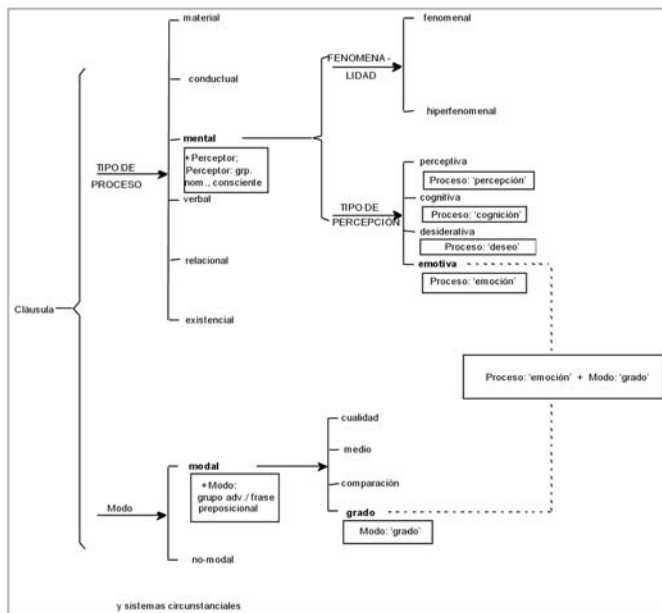 Cláusula
TIPO DE
PROCESO
material
conductual
mental
+ Perceptor;
Perceptor: grp.
nom., consciente
verbal
relacional
existencial
FENOMENA -
LIDAD
fenomenal
hiperfenomenal
TIPO DE
PERCEPCIÓN
perceptiva
Proceso: ‘percepción’
cognitiva
Proceso: ‘cognición’
desiderativa
Proceso: ‘deseo’
emotiva
Proceso: ‘emoción’
Proceso: ‘emoción’ + Modo: ‘grado’
Modo
modal
+Modo:
grupo adv./ frase
preposicional
no-modal
cualidad
medio
comparación
grado
Modo: ‘grado’
y sistemas circunstanciales